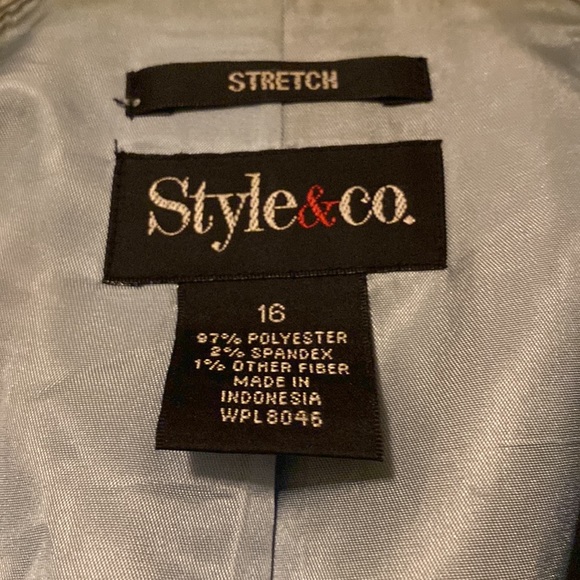 STRETCH
Style&co.
16
97% POLYESTER
2% SPANDEX
1% OTHER FIBER
MADE IN
INDONESIA
WPL8046